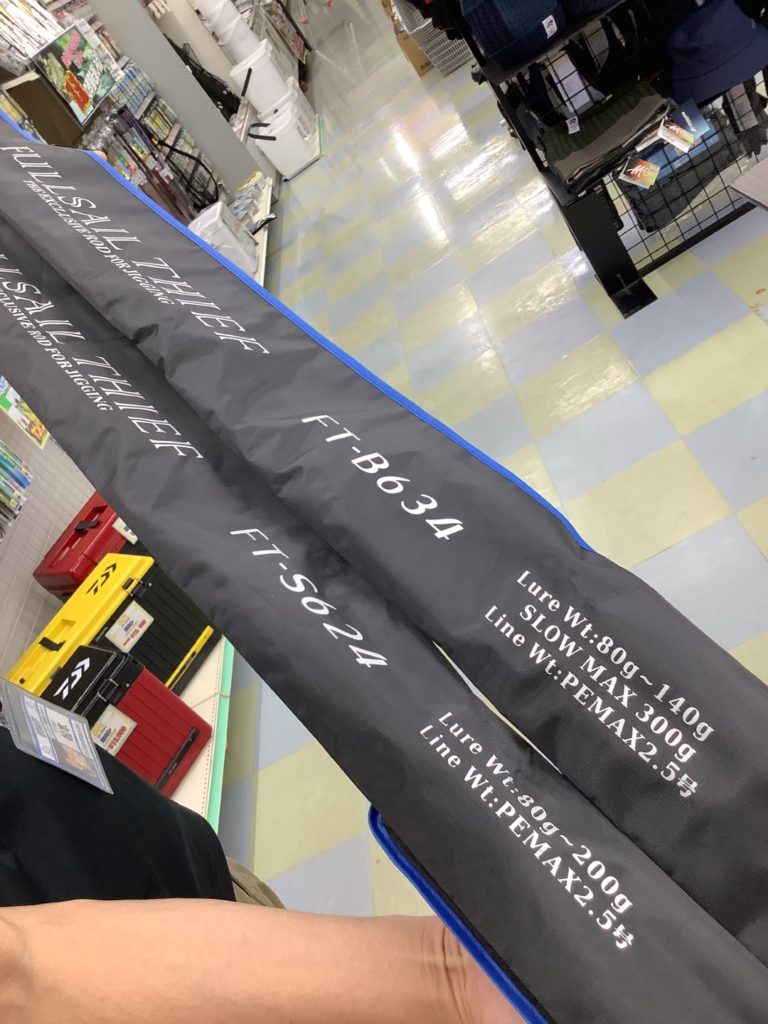 FULLSAIL THIEF
THE EXCLUSIVE ROD FOR JIGGING
FT-B634
Lure Wt:80g~140g
SLOW MAX 300g
Line Wt:PEMAX2.5号
LLSAIL THIEF
CLUSIVE ROD FOR JIGGING
FT-S624
Lure Wt:80g~200g
Line Wt:PEMAX2.5号